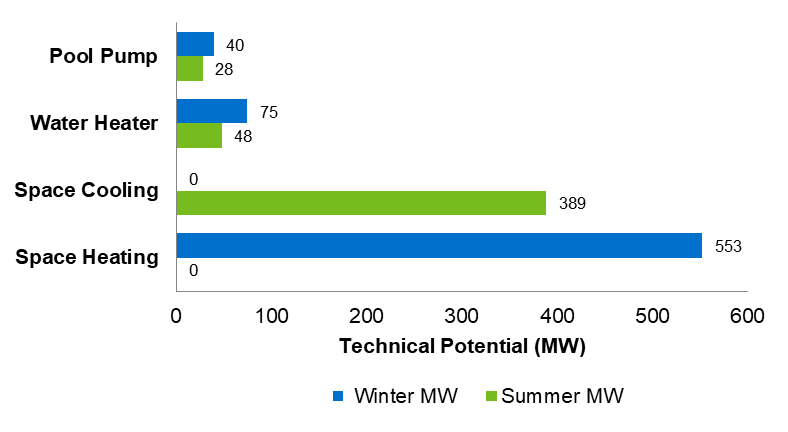 Pool Pump
40
28
Water Heater
75
48
Space Cooling
0
389
Space Heating
553
0
0 100 200 300 400 500 600
Technical Potential (MW)
Winter MW Summer MW